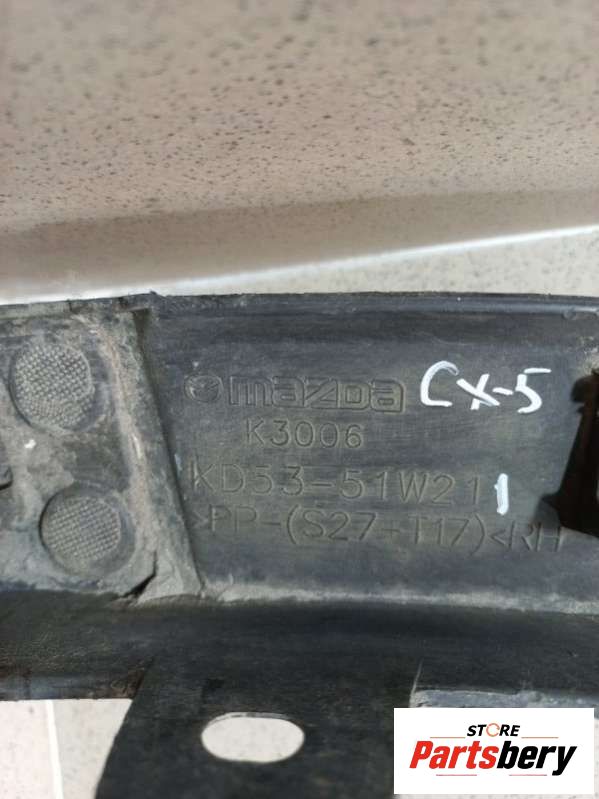 mazda CX-5
K3006
KD53-51W211
>PP-(S27+T17)<RH
STORE
Partsbery